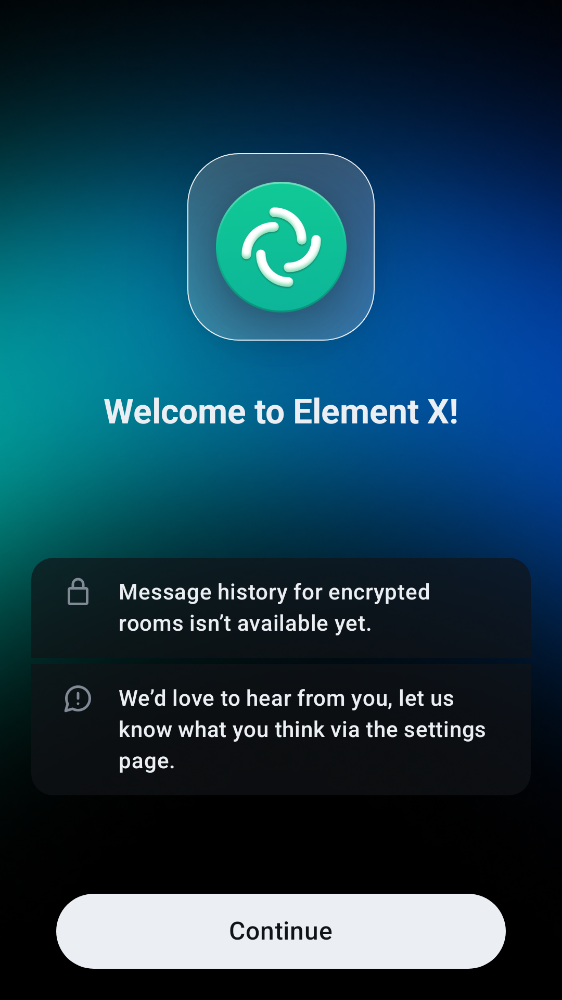 Welcome to Element X!
Message history for encrypted
rooms isn’t available yet.
We’d love to hear from you, let us
know what you think via the settings
page.
Continue